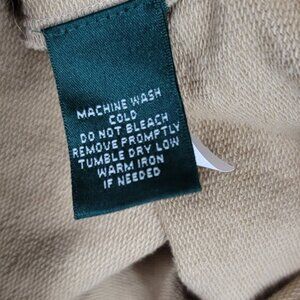 MACHINE WASH
COLD
DO NOT BLEACH
REMOVE PROMPTLY
TUMBLE DRY LOW
WARM IRON
IF NEEDED